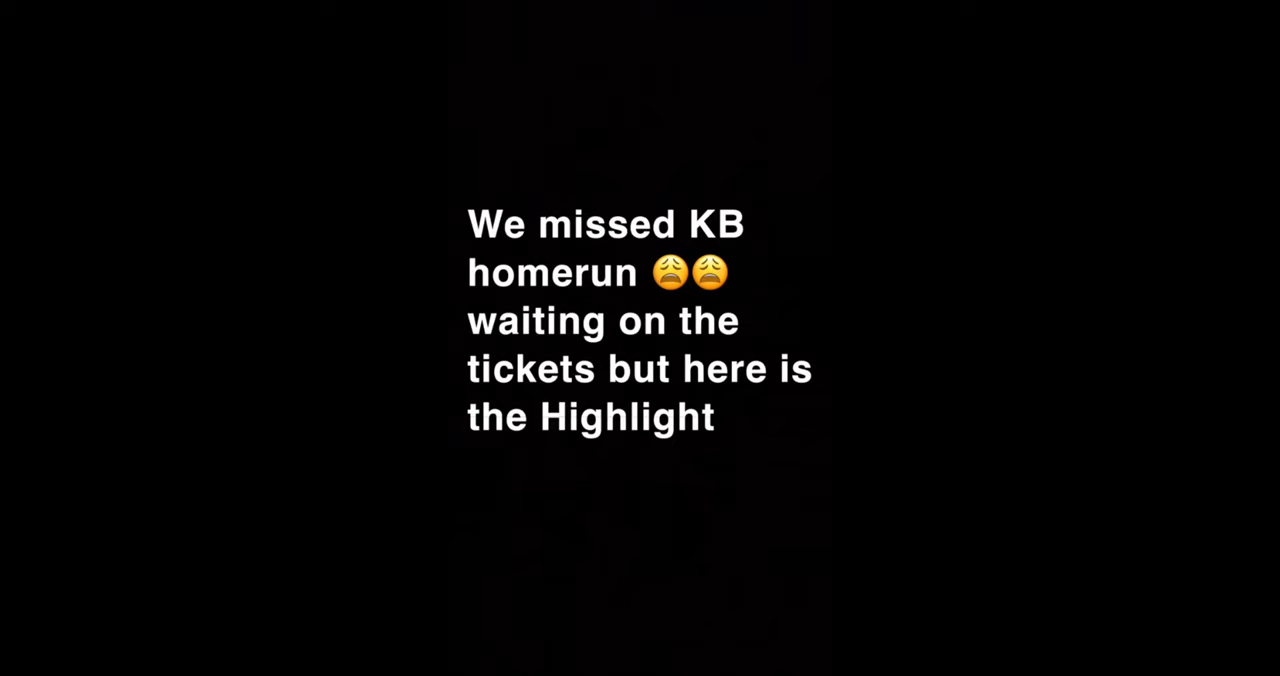 We missed KB
homerun 😩😩
waiting on the
tickets but here is
the Highlight